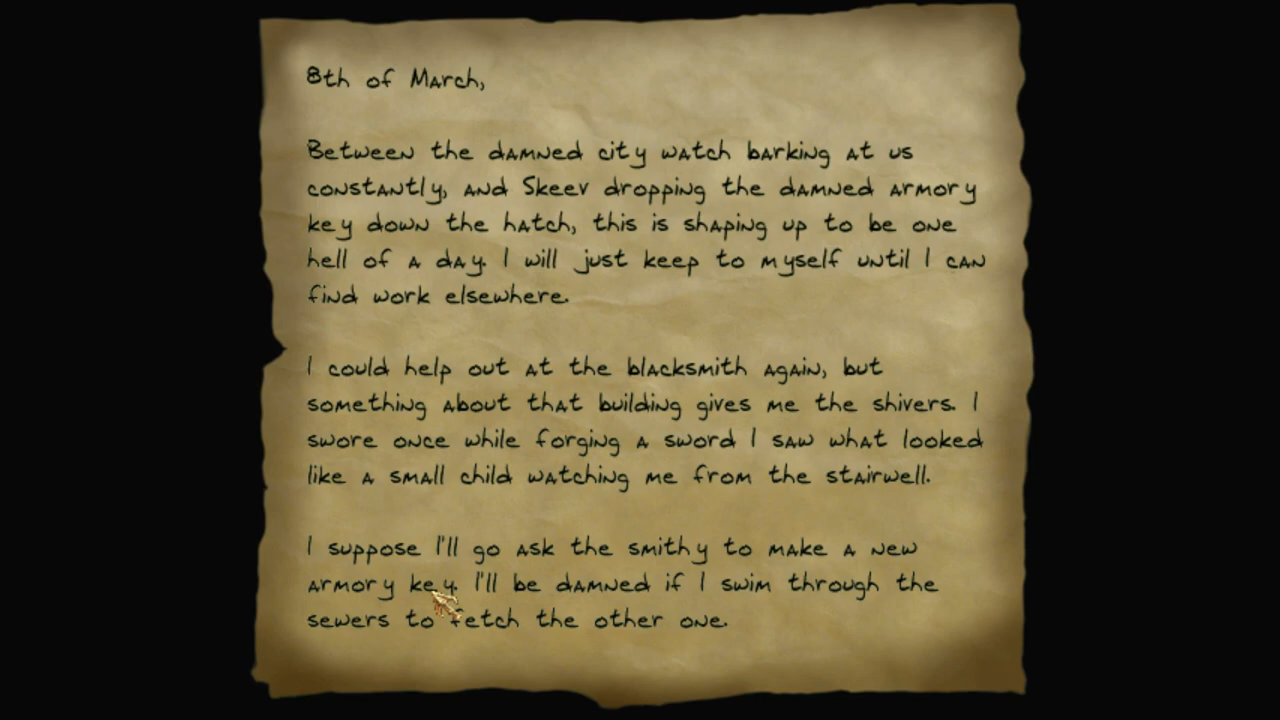 8th of March,
Between the damned city watch barking at us
constantly, and Skeev dropping the damned armory
key down the hatch, this is shaping up to be one
hell of a day. I will just keep to myself until I can
find work elsewhere.
I could help out at the blacksmith again, but
something about that building gives me the shivers. I
swore once while forging a sword I saw what looked
like a small child watching me from the stairwell.
I suppose I'll go ask the smithy to make a new
armory key. I'll be damned if I swim through the
sewers to fetch the other one.